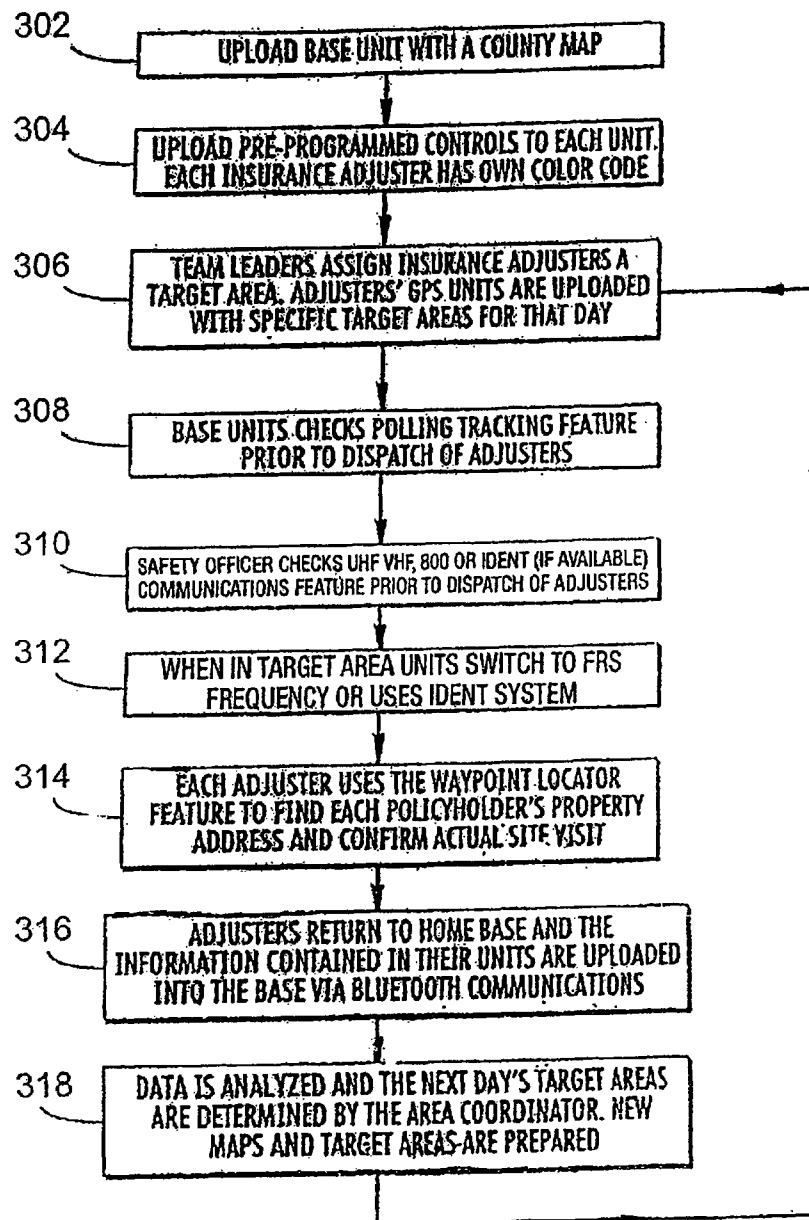 302
UPLOAD BASE UNIT WITH A COUNTY MAP
304
UPLOAD PRE-PROGRAMMED CONTROLS TO EACH UNIT.
EACH INSURANCE ADJUSTER HAS OWN COLOR CODE
306
TEAM LEADERS ASSIGN INSURANCE ADJUSTERS A
TARGET AREA. ADJUSTERS' GPS UNITS ARE UPLOADED
WITH SPECIFIC TARGET AREAS FOR THAT DAY
308
BASE UNITS CHECKS POLLING TRACKING FEATURE
PRIOR TO DISPATCH OF ADJUSTERS
310
SAFETY OFFICER CHECKS UHF VHF, 800 OR IDENT (IF AVAILABLE)
COMMUNICATIONS FEATURE PRIOR TO DISPATCH OF ADJUSTERS
312
WHEN IN TARGET AREA UNITS SWITCH TO FRS
FREQUENCY OR USES IDENT SYSTEM
314
EACH ADJUSTER USES THE WAYPOINT LOCATOR
FEATURE TO FIND EACH POLICYHOLDER'S PROPERTY
ADDRESS AND CONFIRM ACTUAL SITE VISIT
316
ADJUSTERS RETURN TO HOME BASE AND THE
INFORMATION CONTAINED IN THEIR UNITS ARE UPLOADED
INTO THE BASE VIA BLUETOOTH COMMUNICATIONS
318
DATA IS ANALYZED AND THE NEXT DAY'S TARGET AREAS
ARE DETERMINED BY THE AREA COORDINATOR. NEW
MAPS AND TARGET AREAS ARE PREPARED